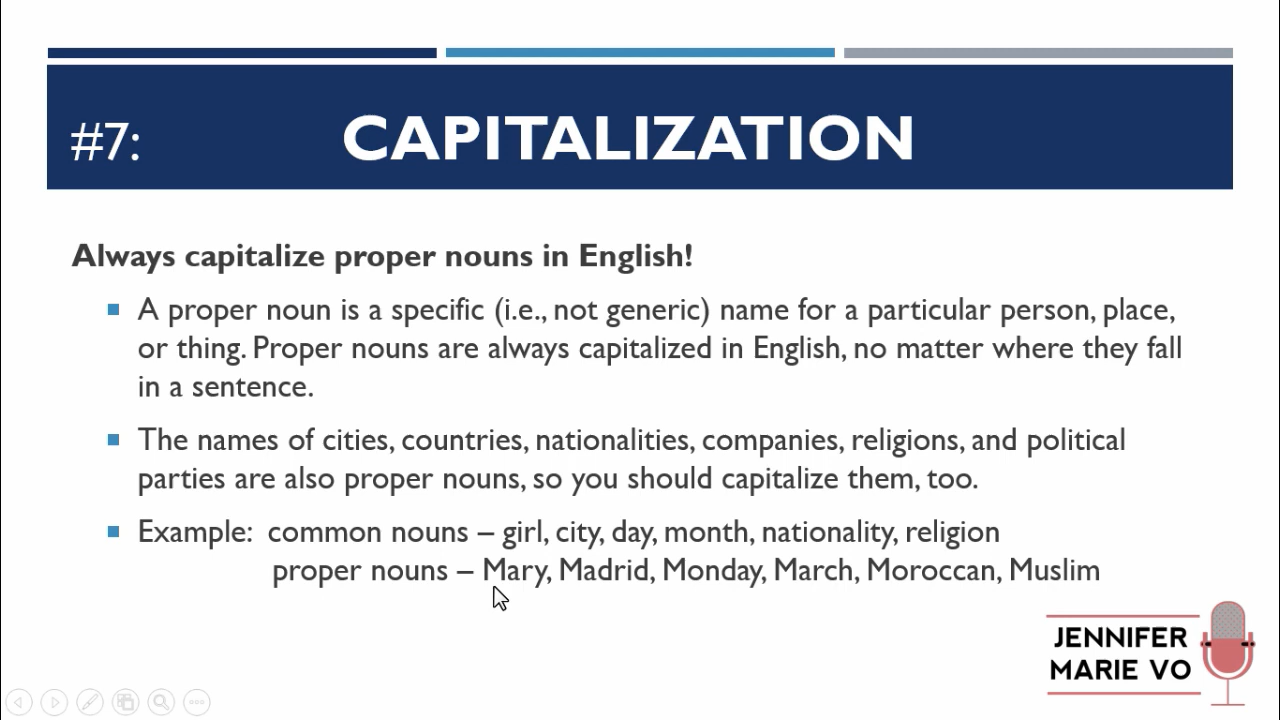 #7: CAPITALIZATION
Always capitalize proper nouns in English!
A proper noun is a specific (i.e., not generic) name for a particular person, place,
or thing. Proper nouns are always capitalized in English, no matter where they fall
in a sentence.
The names of cities, countries, nationalities, companies, religions, and political
parties are also proper nouns, so you should capitalize them, too.
Example: common nouns – girl, city, day, month, nationality, religion
proper nouns – Mary, Madrid, Monday, March, Moroccan, Muslim
JENNIFER
MARIE VO